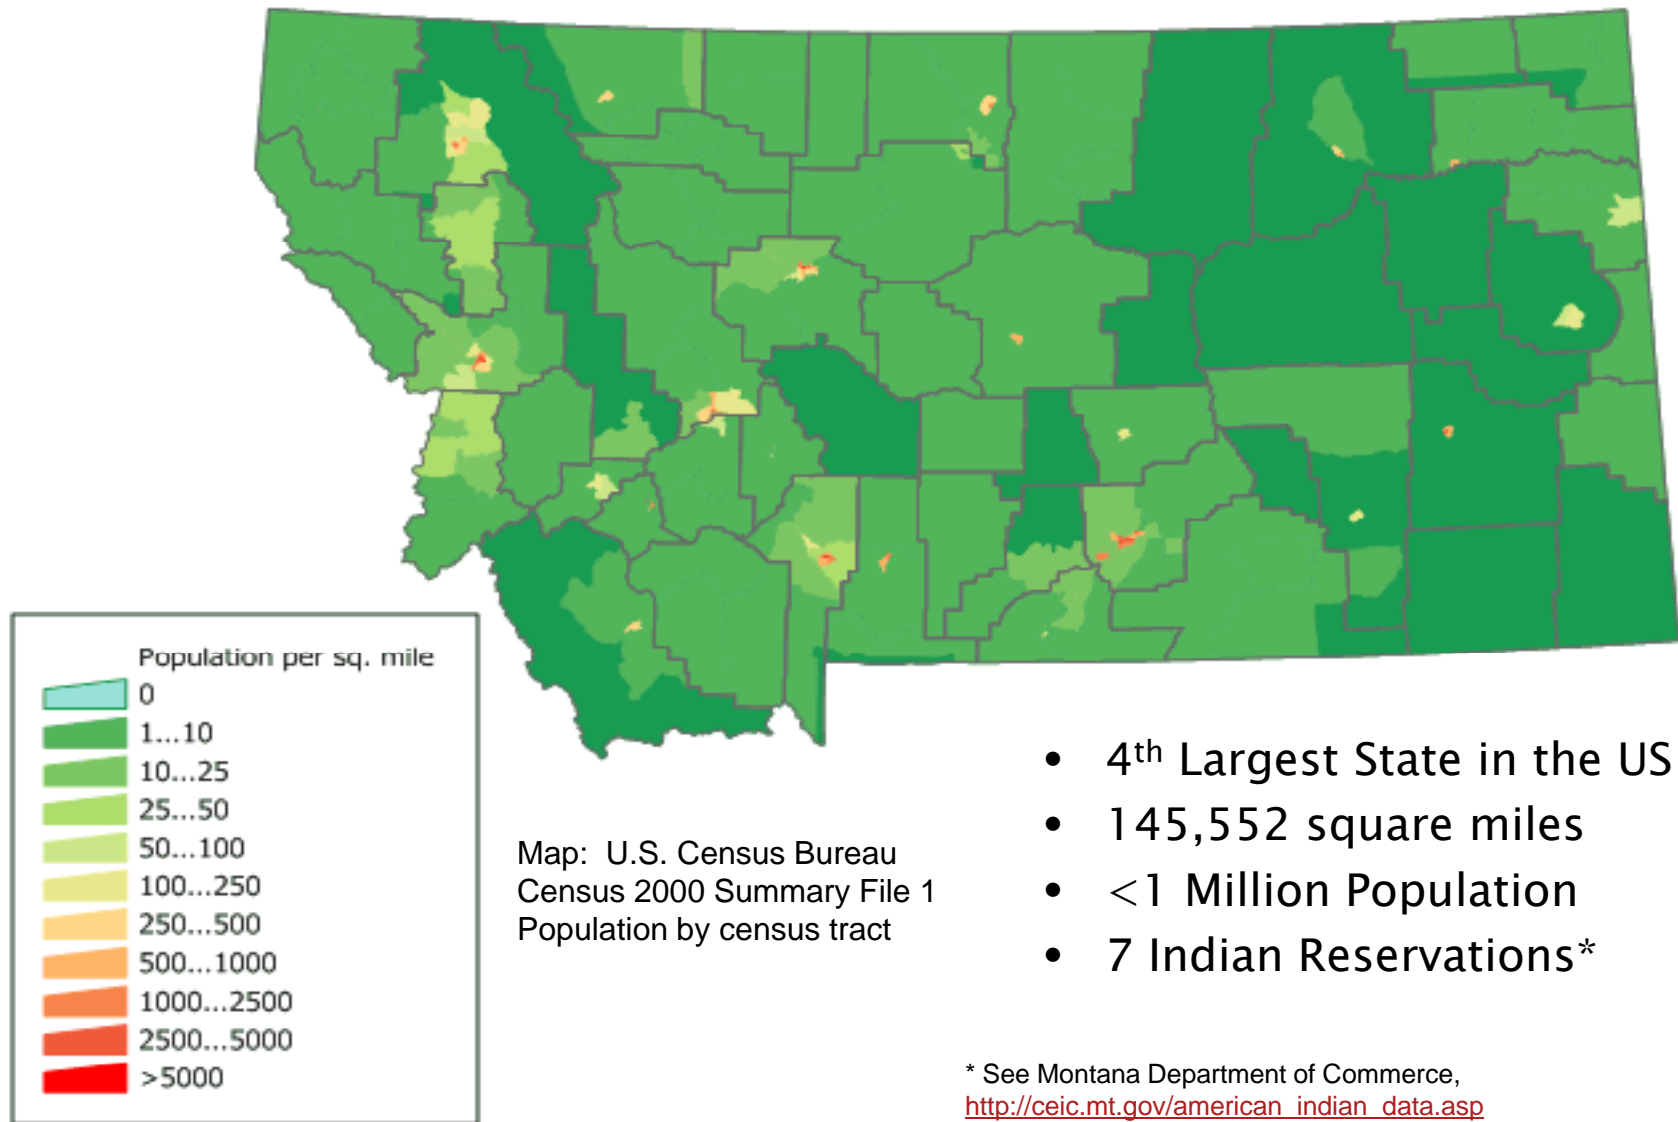 Population per sq. mile
0
1...10
10...25
25...50
50...100
100...250
250...500
500...1000
1000...2500
2500...5000
>5000
Map: U.S. Census Bureau
Census 2000 Summary File 1
Population by census tract
• 4th Largest State in the US
• 145,552 square miles
• <1 Million Population
• 7 Indian Reservations*
* See Montana Department of Commerce,
http://ceic.mt.gov/american_indian_data.asp